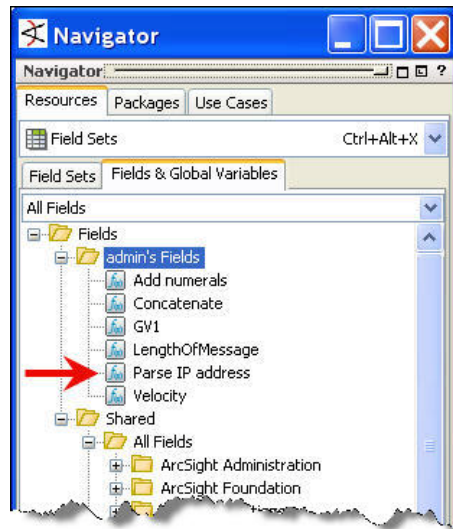 Navigator
Navigator
?
Resources Packages Use Cases
Field Sets Ctrl+Alt+X
Field Sets Fields & Global Variables
All Fields
Fields
admin's Fields
Add numerals
Concatenate
GV1
LengthOfMessage
Parse IP address
Velocity
Shared
All Fields
ArcSight Administration
ArcSight Foundation